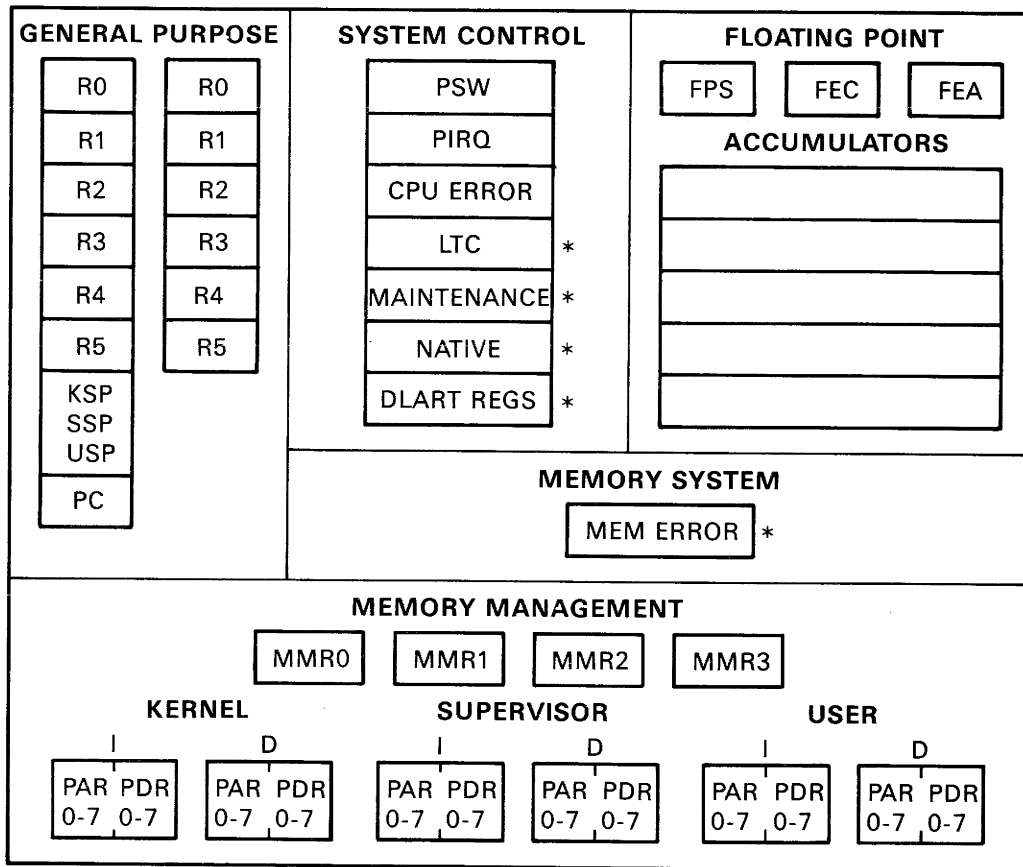 GENERAL PURPOSE
R0 R0
R1 R1
R2 R2
R3 R3
R4 R4
R5 R5
KSP
SSP
USP
PC
SYSTEM CONTROL
PSW
PIRQ
CPU ERROR
LTC *
MAINTENANCE *
NATIVE *
DLART REGS *
FLOATING POINT
FPS FEC FEA
ACCUMULATORS
MEMORY SYSTEM
MEM ERROR *
MEMORY MANAGEMENT
MMR0 MMR1 MMR2 MMR3
KERNEL SUPERVISOR USER
I D I D I D
PAR PDR PAR PDR PAR PDR PAR PDR PAR PDR PAR PDR
0-7 0-7 0-7 0-7 0-7 0-7 0-7 0-7 0-7 0-7 0-7 0-7